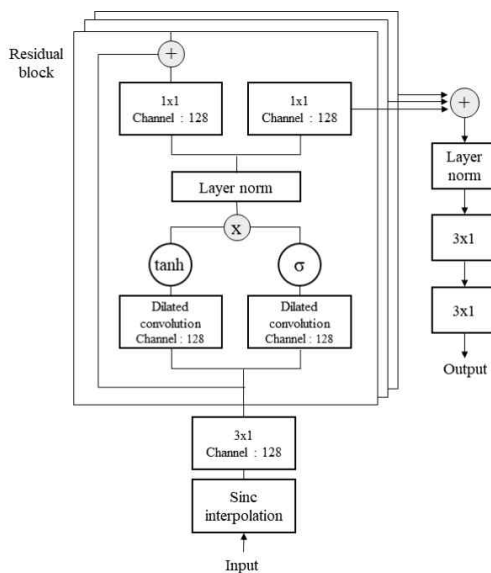 Residual
block
+
1x1
Channel : 128
1x1
Channel : 128
+
Layer
norm
Layer norm
x
3x1
tanh
σ
Dilated
convolution
Channel : 128
Dilated
convolution
Channel : 128
3x1
Output
3x1
Channel : 128
Sinc
interpolation
Input